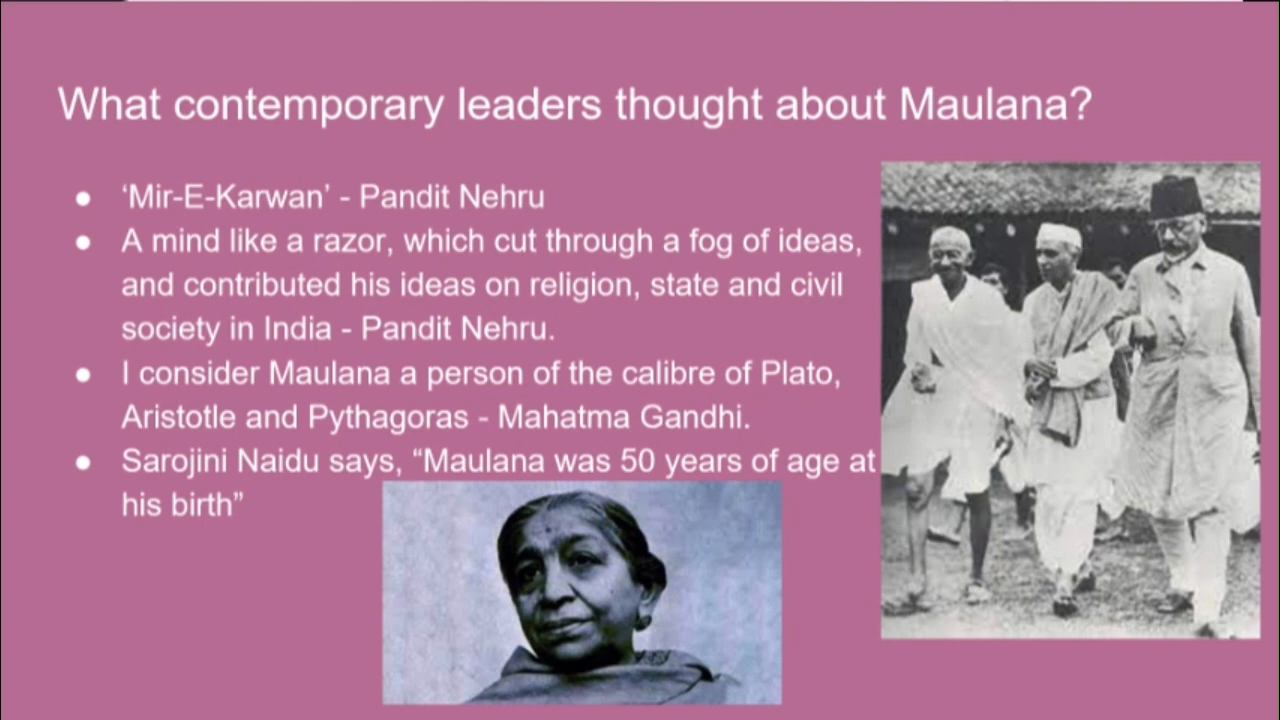 What contemporary leaders thought about Maulana?
● ‘Mir-E-Karwan’ - Pandit Nehru
● A mind like a razor, which cut through a fog of ideas,
and contributed his ideas on religion, state and civil
society in India - Pandit Nehru.
● I consider Maulana a person of the calibre of Plato,
Aristotle and Pythagoras - Mahatma Gandhi.
● Sarojini Naidu says, “Maulana was 50 years of age at
his birth”